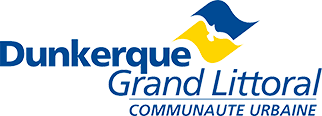 Dunkerque
Grand Littoral
COMMUNAUTE URBAINE